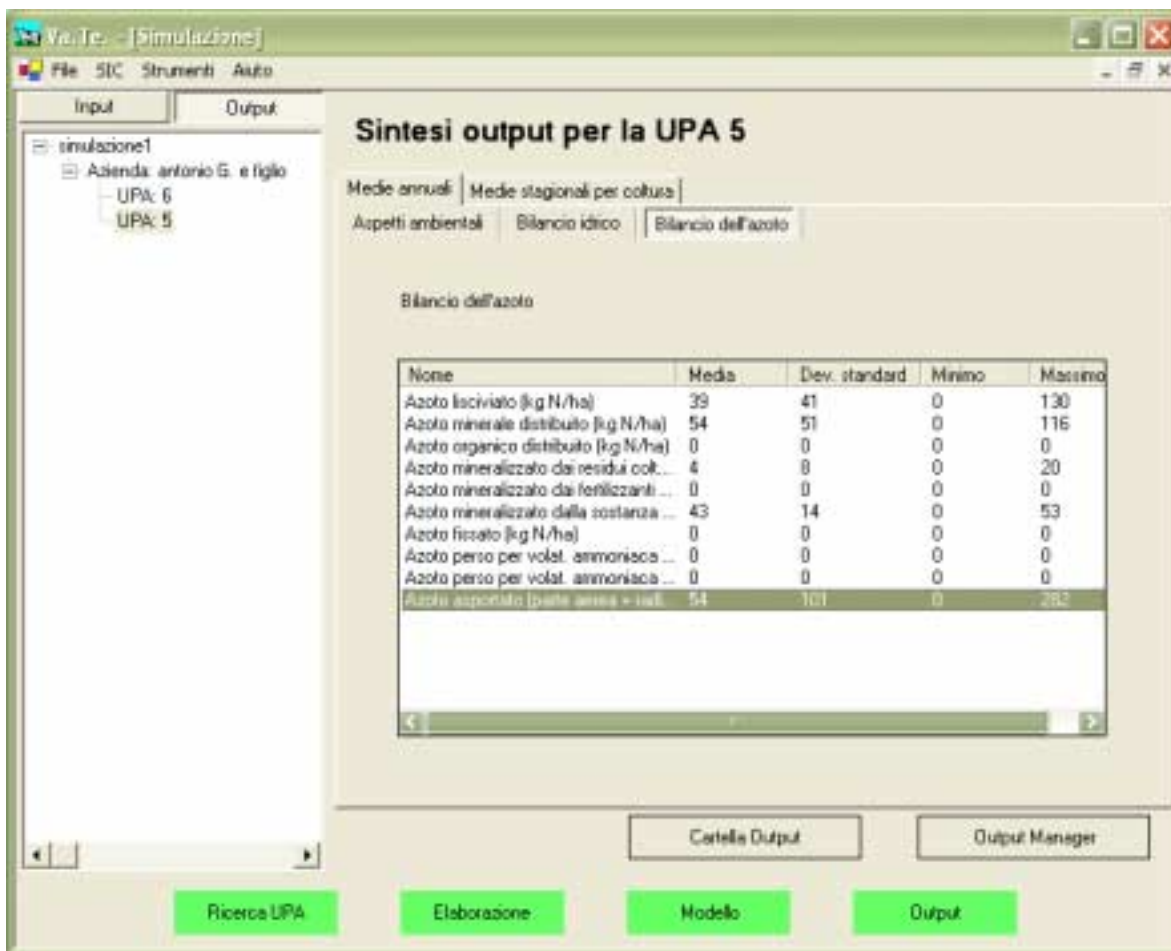 Va.Te. - [Simulazione]
File SIC Strumenti Aiuto
Input Output
simulazione1
Azienda: antonio G. e figlio
UPA: 6
UPA: 5
Sintesi output per la UPA 5
Medie annuali Medie stagionali per coltura
Aspetti ambientali Bilancio idrico Bilancio dell'azoto
Bilancio dell'azoto
Nome Media Dev. standard Minimo Massimo
Azoto lisciviato (kg N/ha) 39 41 0 130
Azoto minerale distribuito (kg N/ha) 54 51 0 116
Azoto organico distribuito (kg N/ha) 0 0 0 0
Azoto mineralizzato dai residui colt... 4 8 0 20
Azoto mineralizzato dai fertilizzanti ... 0 0 0 0
Azoto mineralizzato dalla sostanza ... 43 14 0 53
Azoto fissato (kg N/ha) 0 0 0 0
Azoto perso per volat. ammoniaca ... 0 0 0 0
Azoto perso per volat. ammoniaca ... 0 0 0 0
Azoto asportato (parte aerea + radi... 54 101 0 282
Cartella Output Output Manager
Ricerca UPA Elaborazione Modello Output